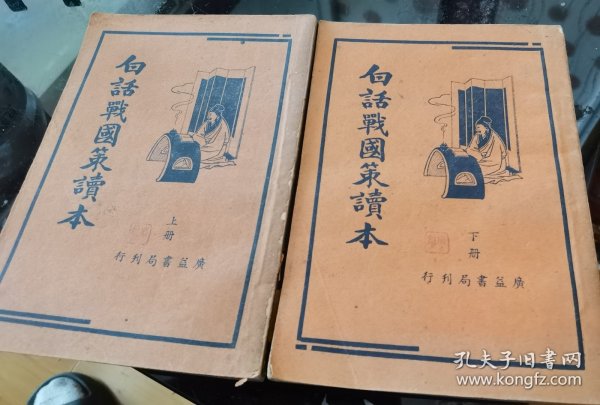 白話戰國策讀本
上册
廣益書局刊行
白話戰國策讀本
下册
廣益書局刊行
孔夫子旧书网
www.kongfz.com